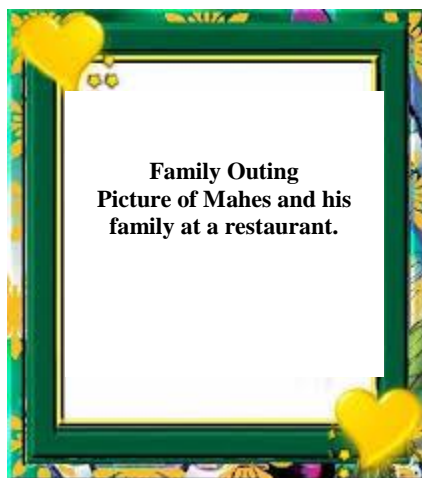 Family Outing
Picture of Mahes and his
family at a restaurant.